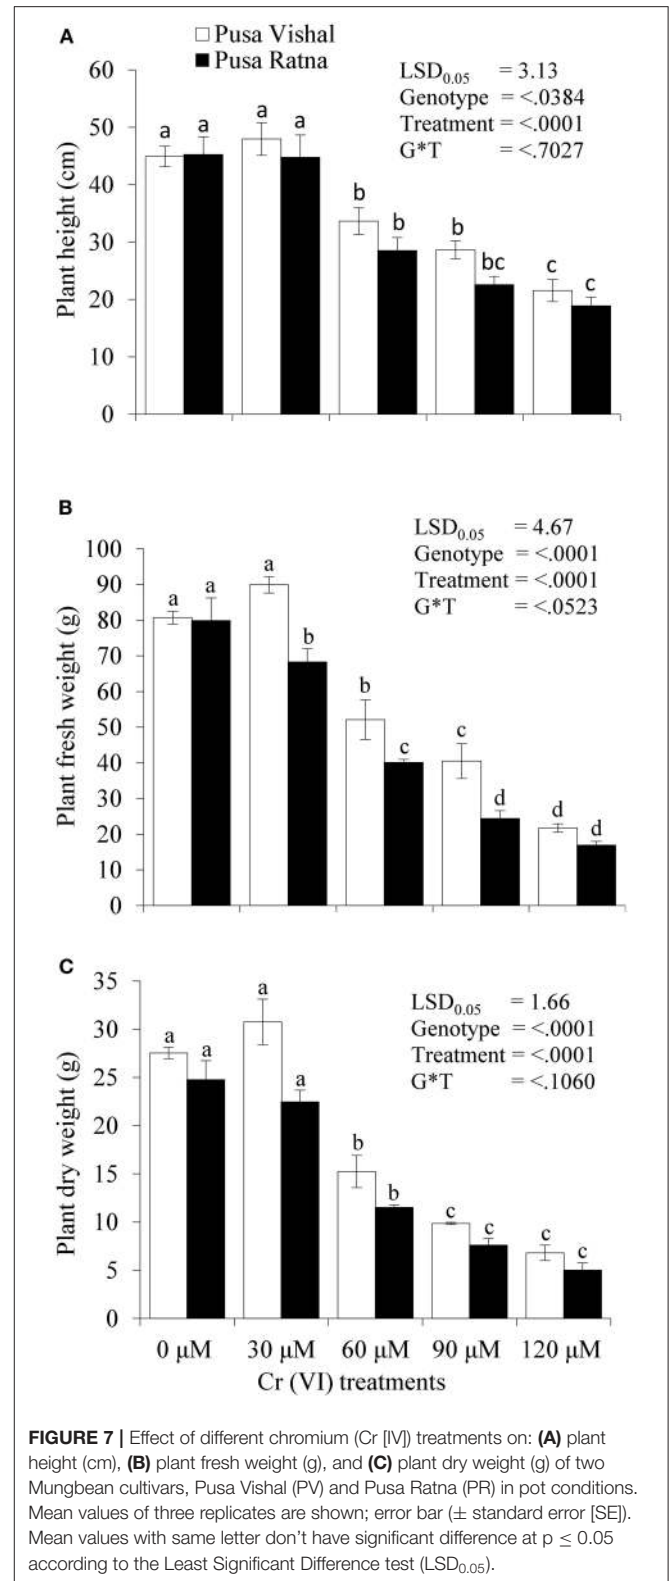 A
Pusa Vishal
Pusa Ratna
LSD0.05 = 3.13
Genotype = <.0384
Treatment = <.0001
G*T = <.7027
Plant height (cm)
60
50
40
30
20
10
0
a a a a b b b bc c c
B
LSD0.05 = 4.67
Genotype = <.0001
Treatment = <.0001
G*T = <.0523
Plant fresh weight (g)
100
90
80
70
60
50
40
30
20
10
0
a a a b b c c d d d
C
LSD0.05 = 1.66
Genotype = <.0001
Treatment = <.0001
G*T = <.1060
Plant dry weight (g)
35
30
25
20
15
10
5
0
a a a a b b c c c c
0 μM 30 μM 60 μM 90 μM 120 μM
Cr (VI) treatments
FIGURE 7 | Effect of different chromium (Cr [IV]) treatments on: (A) plant
height (cm), (B) plant fresh weight (g), and (C) plant dry weight (g) of two
Mungbean cultivars, Pusa Vishal (PV) and Pusa Ratna (PR) in pot conditions.
Mean values of three replicates are shown; error bar (± standard error [SE]).
Mean values with same letter don't have significant difference at p ≤ 0.05
according to the Least Significant Difference test (LSD0.05).